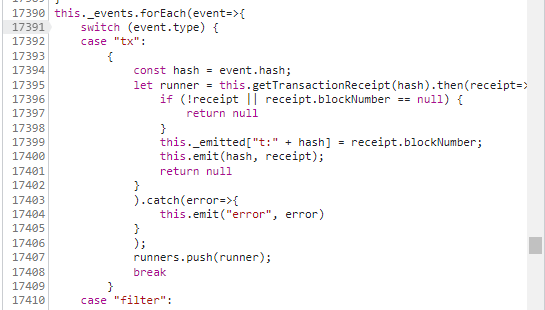 17389 }
17390 this._events.forEach(event=>{
17391 switch (event.type) {
17392 case "tx":
17393 {
17394 const hash = event.hash;
17395 let runner = this.getTransactionReceipt(hash).then(receipt=>
17396 if (!receipt || receipt.blockNumber == null) {
17397 return null
17398 }
17399 this._emitted["t:" + hash] = receipt.blockNumber;
17400 this.emit(hash, receipt);
17401 return null
17402 }
17403 ).catch(error=>{
17404 this.emit("error", error)
17405 }
17406 );
17407 runners.push(runner);
17408 break
17409 }
17410 case "filter":